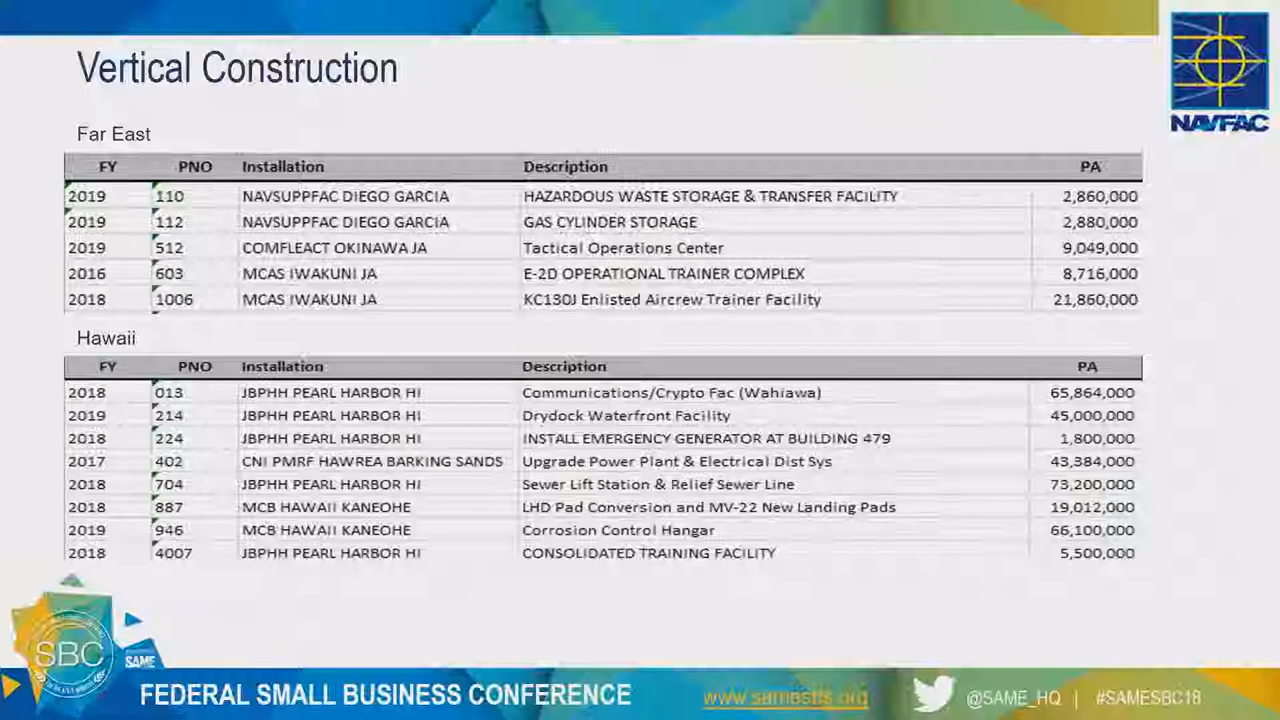 Vertical Construction
NAVFAC
Far East
FY PNO Installation Description PA
2019 110 NAVSUPPFAC DIEGO GARCIA HAZARDOUS WASTE STORAGE & TRANSFER FACILITY 2,860,000
2019 112 NAVSUPPFAC DIEGO GARCIA GAS CYLINDER STORAGE 2,880,000
2019 512 COMFLEACT OKINAWA JA Tactical Operations Center 9,049,000
2016 603 MCAS IWAKUNI JA E-2D OPERATIONAL TRAINER COMPLEX 8,716,000
2018 1006 MCAS IWAKUNI JA KC130J Enlisted Aircrew Trainer Facility 21,860,000
Hawaii
FY PNO Installation Description PA
2018 013 JBPHH PEARL HARBOR HI Communications/Crypto Fac (Wahiawa) 65,864,000
2019 214 JBPHH PEARL HARBOR HI Drydock Waterfront Facility 45,000,000
2018 224 JBPHH PEARL HARBOR HI INSTALL EMERGENCY GENERATOR AT BUILDING 479 1,800,000
2017 402 CNI PMRF HAWREA BARKING SANDS Upgrade Power Plant & Electrical Dist Sys 43,384,000
2018 704 JBPHH PEARL HARBOR HI Sewer Lift Station & Relief Sewer Line 73,200,000
2018 887 MCB HAWAII KANEOHE LHD Pad Conversion and MV-22 New Landing Pads 19,012,000
2019 946 MCB HAWAII KANEOHE Corrosion Control Hangar 66,100,000
2018 4007 JBPHH PEARL HARBOR HI CONSOLIDATED TRAINING FACILITY 5,500,000
SBC
SAME
FEDERAL SMALL BUSINESS CONFERENCE @SAME_HQ | #SAMESBC18